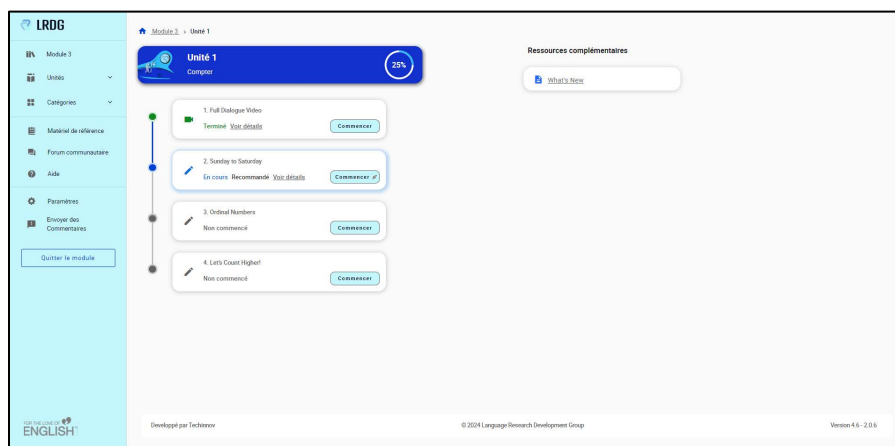 LRDG
Module 3
Unités
Catégories
Matériel de référence
Forum communautaire
Aide
Paramètres
Envoyer des
Commentaires
Quitter le module
FOR THE LOVE OF
ENGLISH
Module 3 > Unité 1
Unité 1
Compter
25%
1. Full Dialogue Video
Terminé Voir détails Commencer
2. Sunday to Saturday
En cours Recommandé Voir détails Commencer
3. Ordinal Numbers
Non commencé Commencer
4. Let's Count Higher!
Non commencé Commencer
Ressources complémentaires
What's New
Developpé par Techinnov © 2024 Language Research Development Group Version 4.6 - 2.0.6